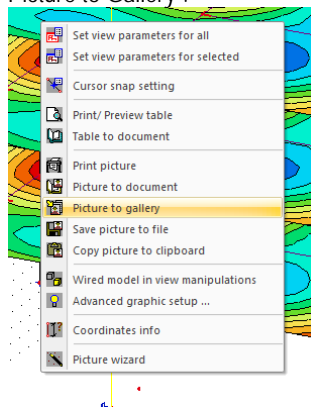 Picture to Gallery .
Set view parameters for all
Set view parameters for selected
Cursor snap setting
Print/ Preview table
Table to document
Print picture
Picture to document
Picture to gallery
Save picture to file
Copy picture to clipboard
Wired model in view manipulations
Advanced graphic setup ...
Coordinates info
Picture wizard